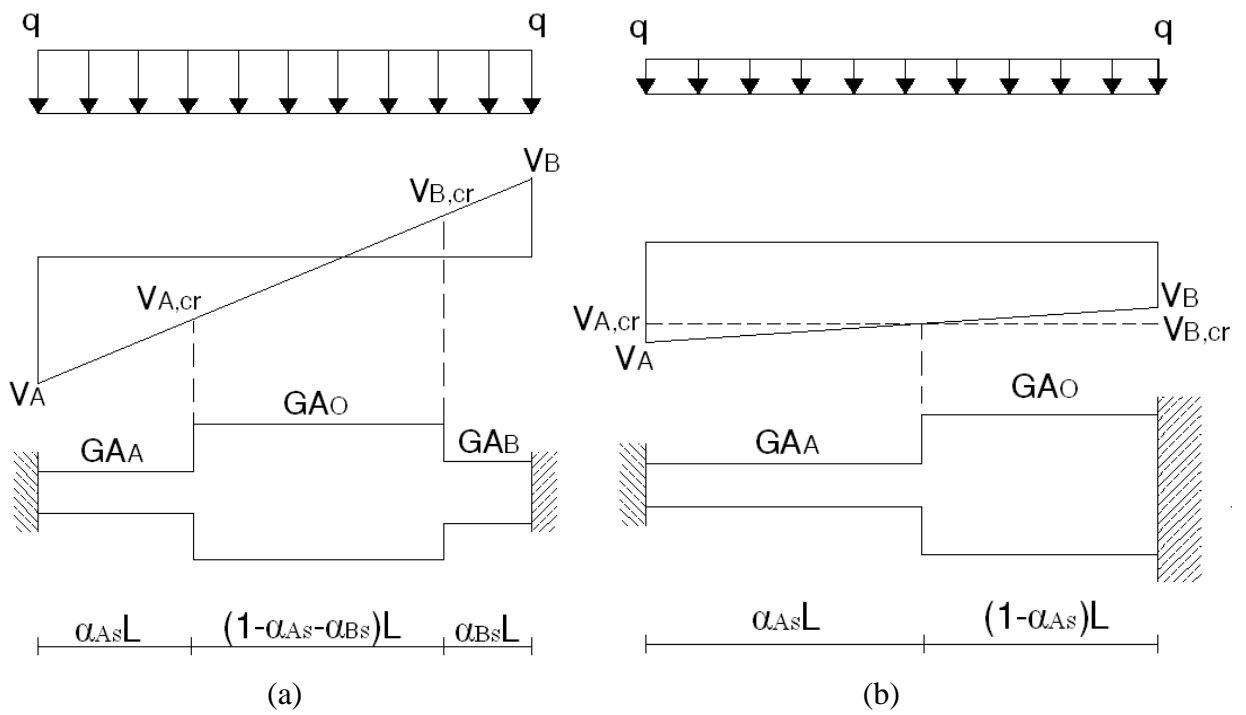 q q
VB
VB,cr
VA,cr
VA
GAO
GAA
GAB
αAsL
(1-αAs-αBs)L
αBsL
(a)
q q
VA,cr
VA
VB
VB,cr
GAO
GAA
αAsL
(1-αAs)L
(b)